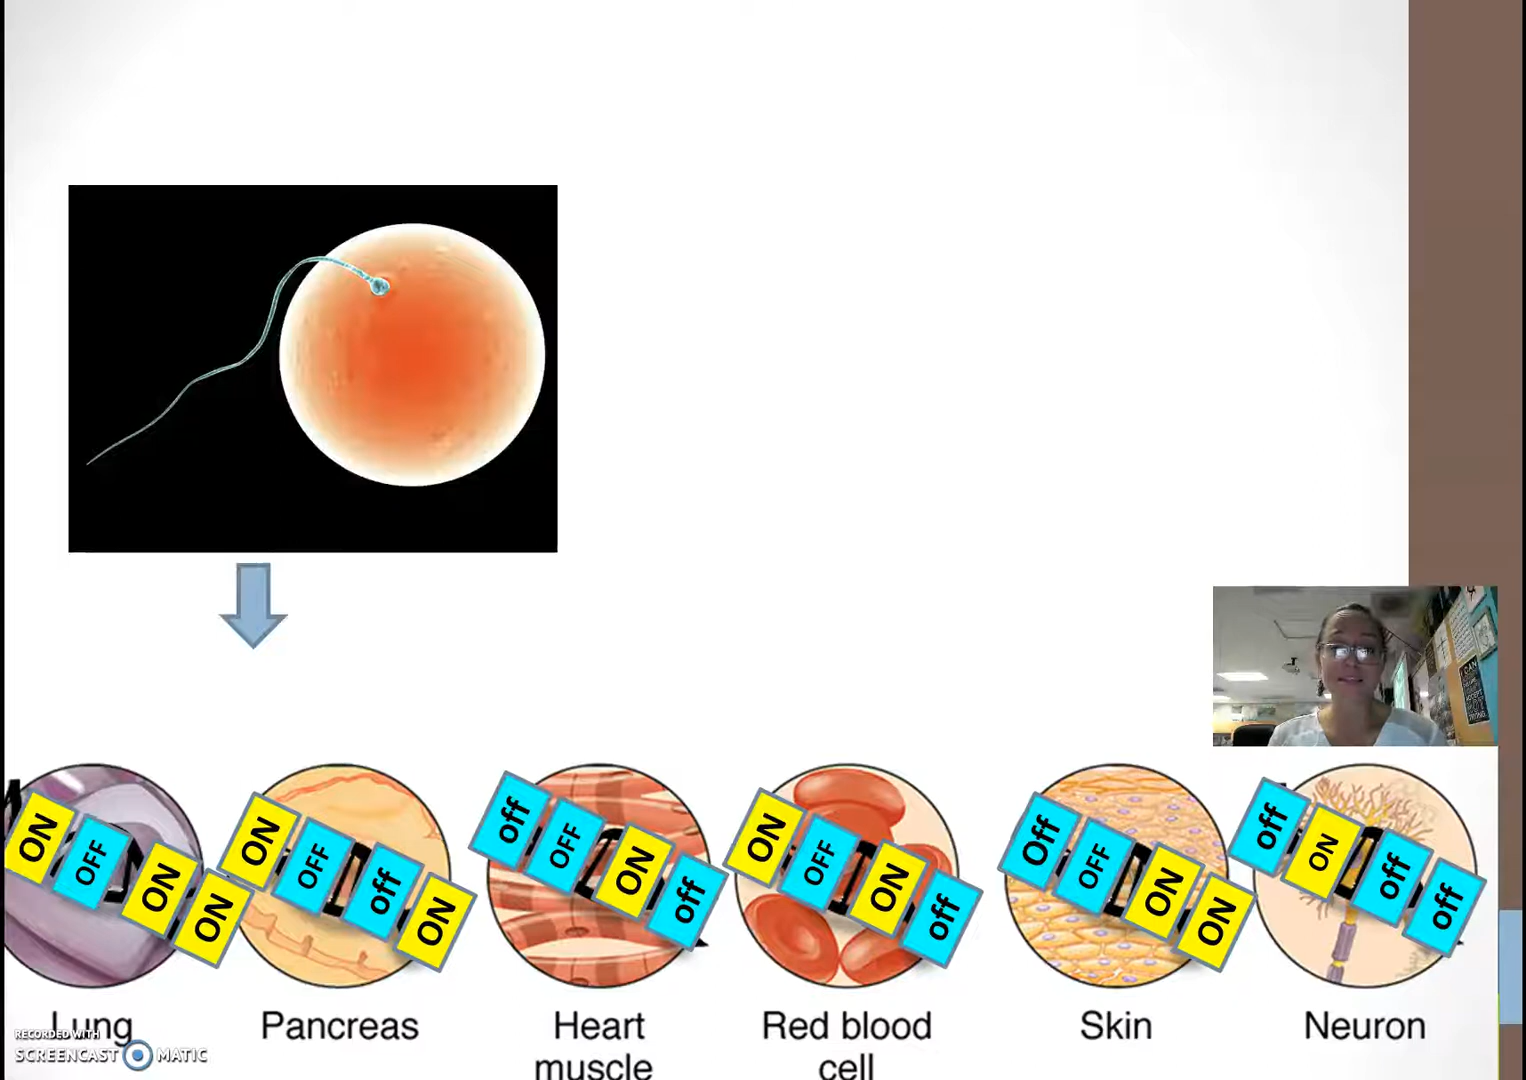 ON OFF ON ON
ON OFF off ON
off OFF ON off
ON OFF ON off
Off OFF ON ON
off ON off off
Lung
Pancreas
Heart
muscle
Red blood
cell
Skin
Neuron
RECORDED WITH
SCREENCAST MATIC
I CAN